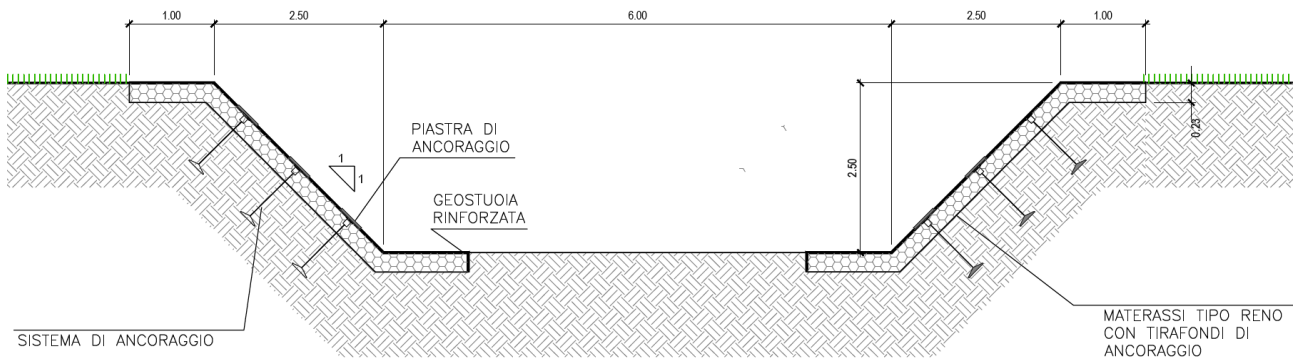 1.00 2.50 6.00 2.50 1.00
PIASTRA DI
ANCORAGGIO
1
1
GEOSTUOIA
RINFORZATA
2.50
0.23
SISTEMA DI ANCORAGGIO
MATERASSI TIPO RENO
CON TIRAFONDI DI
ANCORAGGIO